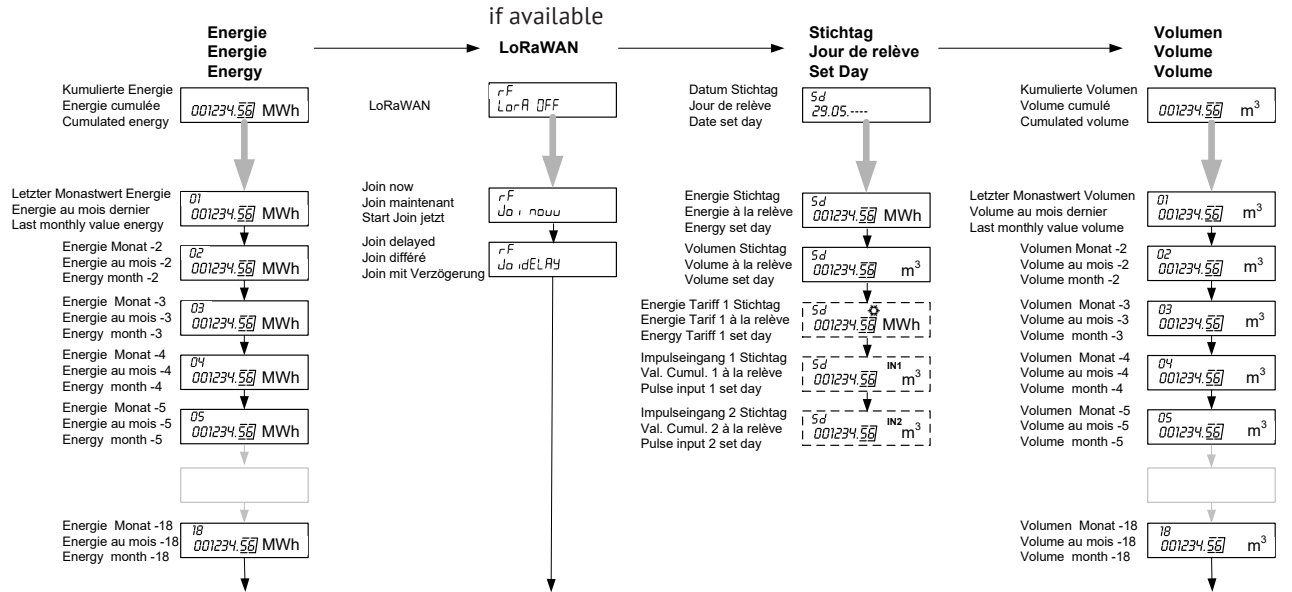 if available
Energie
Energie
Energy
LoRaWAN
Stichtag
Jour de relève
Set Day
Volumen
Volume
Volume
Kumulierte Energie
Energie cumulée
Cumulated energy
001234.56 MWh
Letzter Monastwert Energie
Energie au mois dernier
Last monthly value energy
01
001234.56 MWh
Energie Monat -2
Energie au mois -2
Energy month -2
02
001234.56 MWh
Energie Monat -3
Energie au mois -3
Energy month -3
03
001234.56 MWh
Energie Monat -4
Energie au mois -4
Energy month -4
04
001234.56 MWh
Energie Monat -5
Energie au mois -5
Energy month -5
05
001234.56 MWh
Energie Monat -18
Energie au mois -18
Energy month -18
18
001234.56 MWh
LoRaWAN
rF
LorA OFF
Join now
Join maintenant
Start Join jetzt
rF
Joi nouu
Join delayed
Join différé
Join mit Verzögerung
rF
JoidELAY
Datum Stichtag
Jour de relève
Date set day
Sd
29.05.----
Energie Stichtag
Energie à la relève
Energy set day
Sd
001234.56 MWh
Volumen Stichtag
Volume à la relève
Volume set day
Sd
001234.56 m³
Energie Tariff 1 Stichtag
Energie Tarif 1 à la relève
Energy Tariff 1 set day
Sd
001234.56 MWh
Impulseingang 1 Stichtag
Val. Cumul. 1 à la relève
Pulse input 1 set day
Sd IN1
001234.56 m³
Impulseingang 2 Stichtag
Val. Cumul. 2 à la relève
Pulse input 2 set day
Sd IN2
001234.56 m³
Kumulierte Volumen
Volume cumulé
Cumulated volume
001234.56 m³
Letzter Monastwert Volumen
Volume au mois dernier
Last monthly value volume
01
001234.56 m³
Volumen Monat -2
Volume au mois -2
Volume month -2
02
001234.56 m³
Volumen Monat -3
Volume au mois -3
Volume month -3
03
001234.56 m³
Volumen Monat -4
Volume au mois -4
Volume month -4
04
001234.56 m³
Volumen Monat -5
Volume au mois -5
Volume month -5
05
001234.56 m³
Volumen Monat -18
Volume au mois -18
Volume month -18
18
001234.56 m³